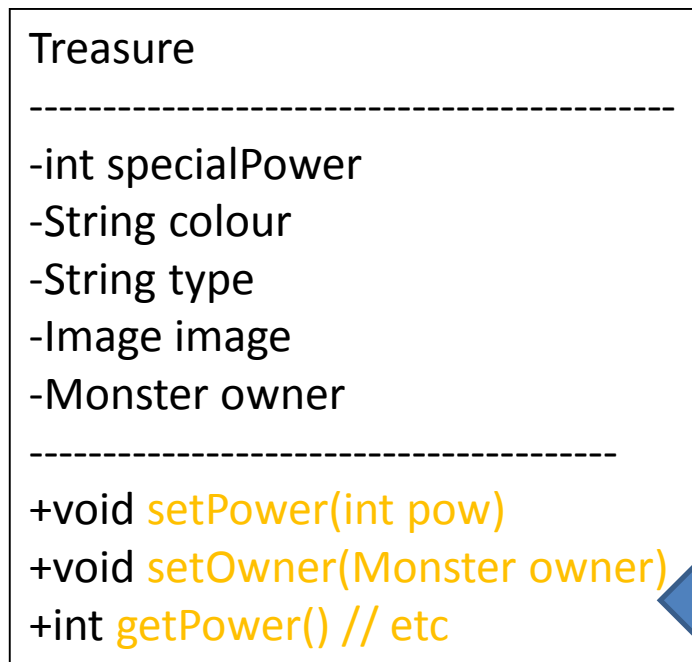 Treasure
--------------------------------------------
-int specialPower
-String colour
-String type
-Image image
-Monster owner
----------------------------------------
+void setPower(int pow)
+void setOwner(Monster owner)
+int getPower() // etc